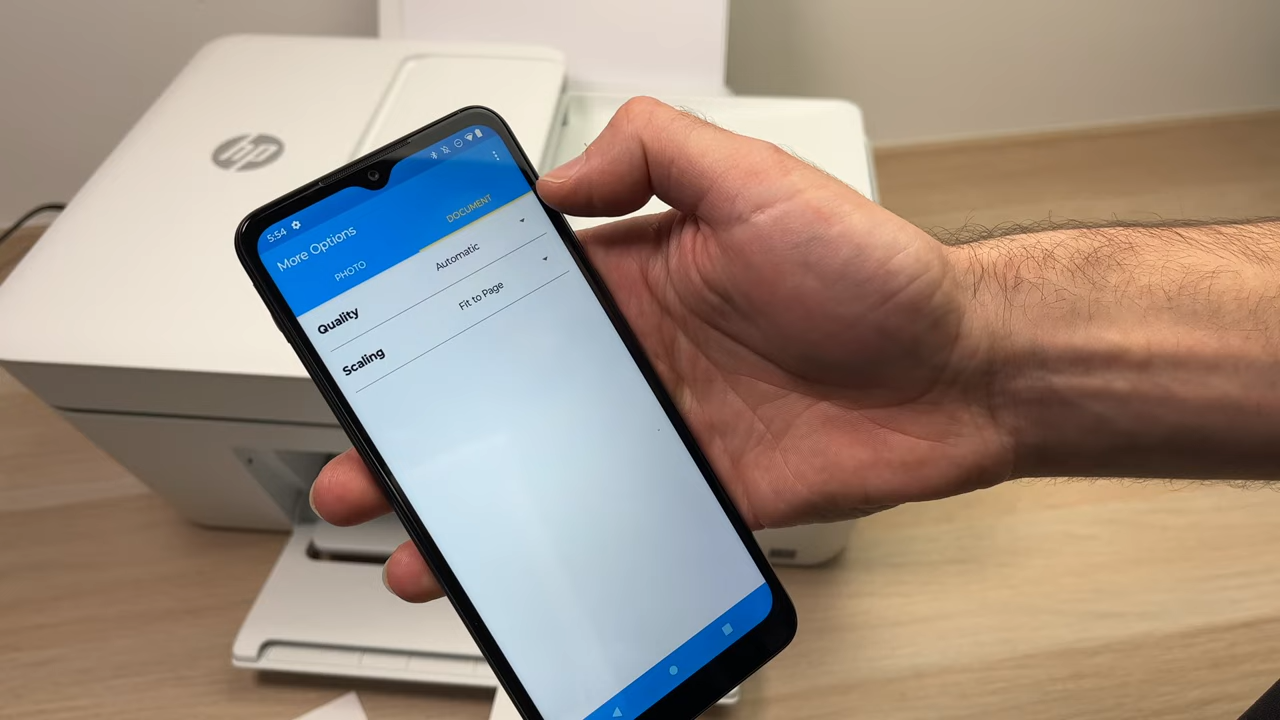 hp
5:54
More Options
PHOTO DOCUMENT
Quality Automatic
Scaling Fit to Page